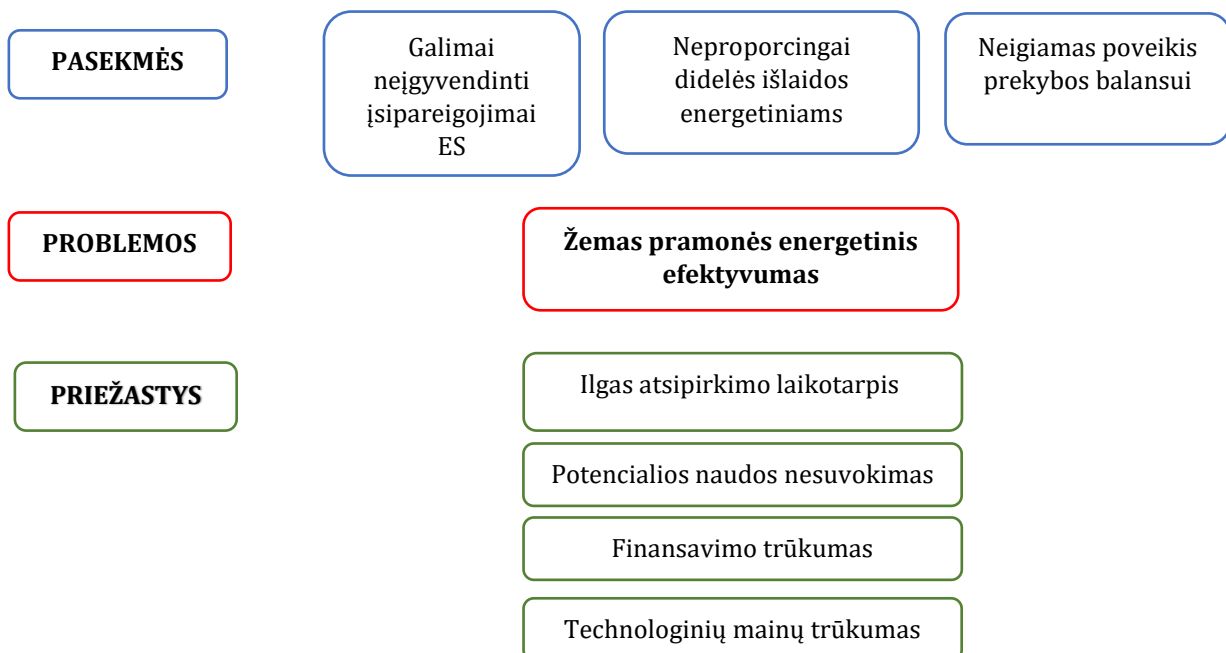 PASEKMĖS
Galimai
neįgyvendinti
įsipareigojimai
ES
Neproporcingai
didelės išlaidos
energetiniams
Neigiamas poveikis
prekybos balansui
PROBLEMOS
Žemas pramonės energetinis
efektyvumas
PRIEŽASTYS
Ilgas atsipirkimo laikotarpis
Potencialios naudos nesuvokimas
Finansavimo trūkumas
Technologinių mainų trūkumas